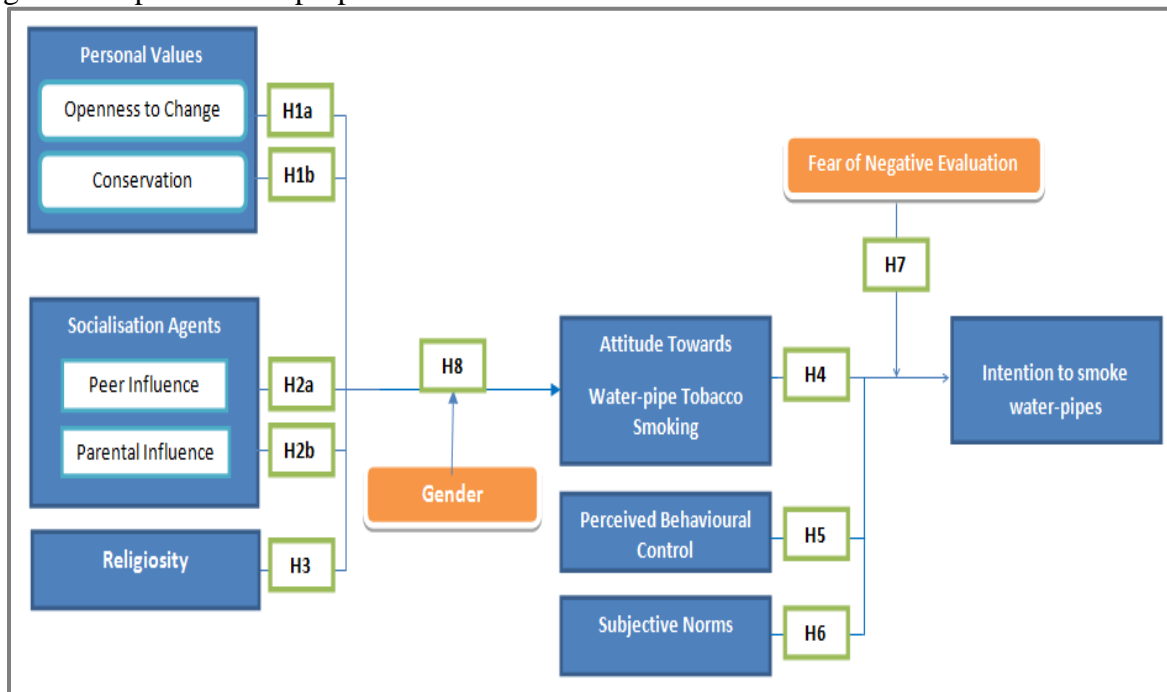 Personal Values
Openness to Change
H1a
Conservation
H1b
Fear of Negative Evaluation
H7
Socialisation Agents
Peer Influence
H2a
Parental Influence
H2b
H8
Gender
Attitude Towards
Water-pipe Tobacco
Smoking
H4
Intention to smoke
water-pipes
Perceived Behavioural
Control
H5
Religiosity
H3
Subjective Norms
H6